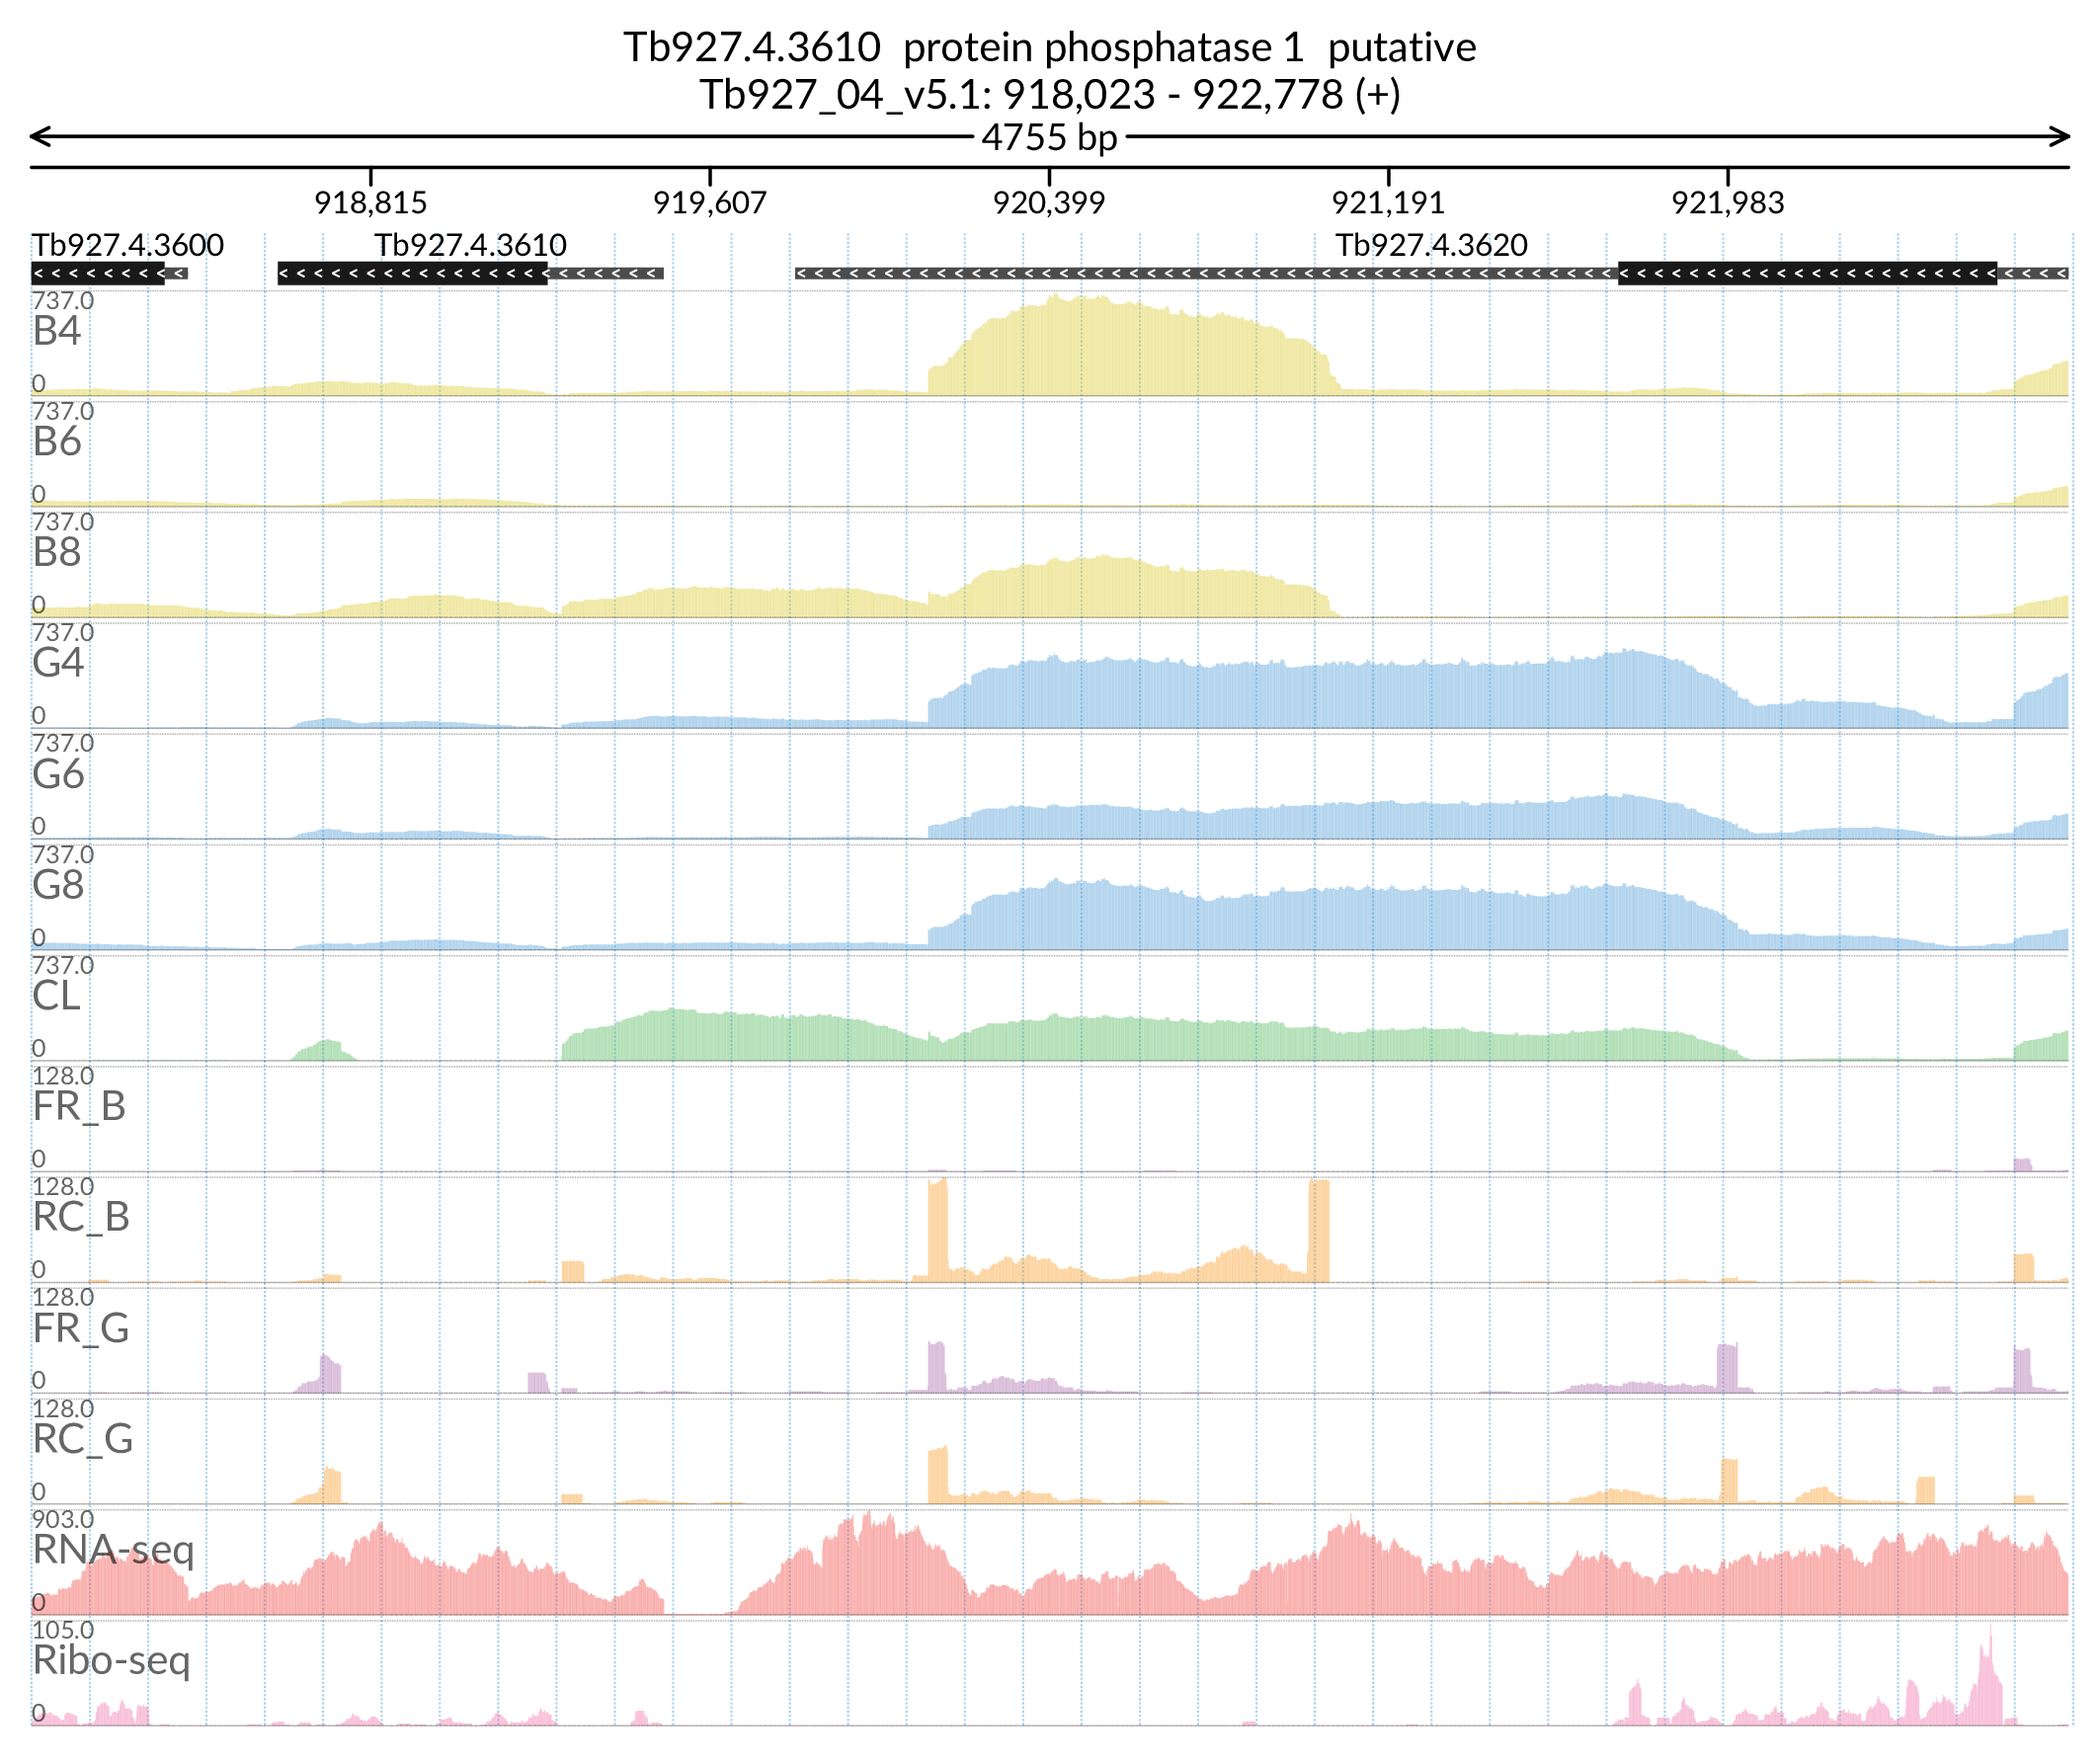 Tb927.4.3610 protein phosphatase 1 putative
Tb927_04_v5.1: 918,023 - 922,778 (+)
4755 bp
918,815 919,607 920,399 921,191 921,983
Tb927.4.3600 Tb927.4.3610 Tb927.4.3620
737.0
B4
0
737.0
B6
0
737.0
B8
0
737.0
G4
0
737.0
G6
0
737.0
G8
0
737.0
CL
0
128.0
FR_B
0
128.0
RC_B
0
128.0
FR_G
0
128.0
RC_G
0
903.0
RNA-seq
0
105.0
Ribo-seq
0